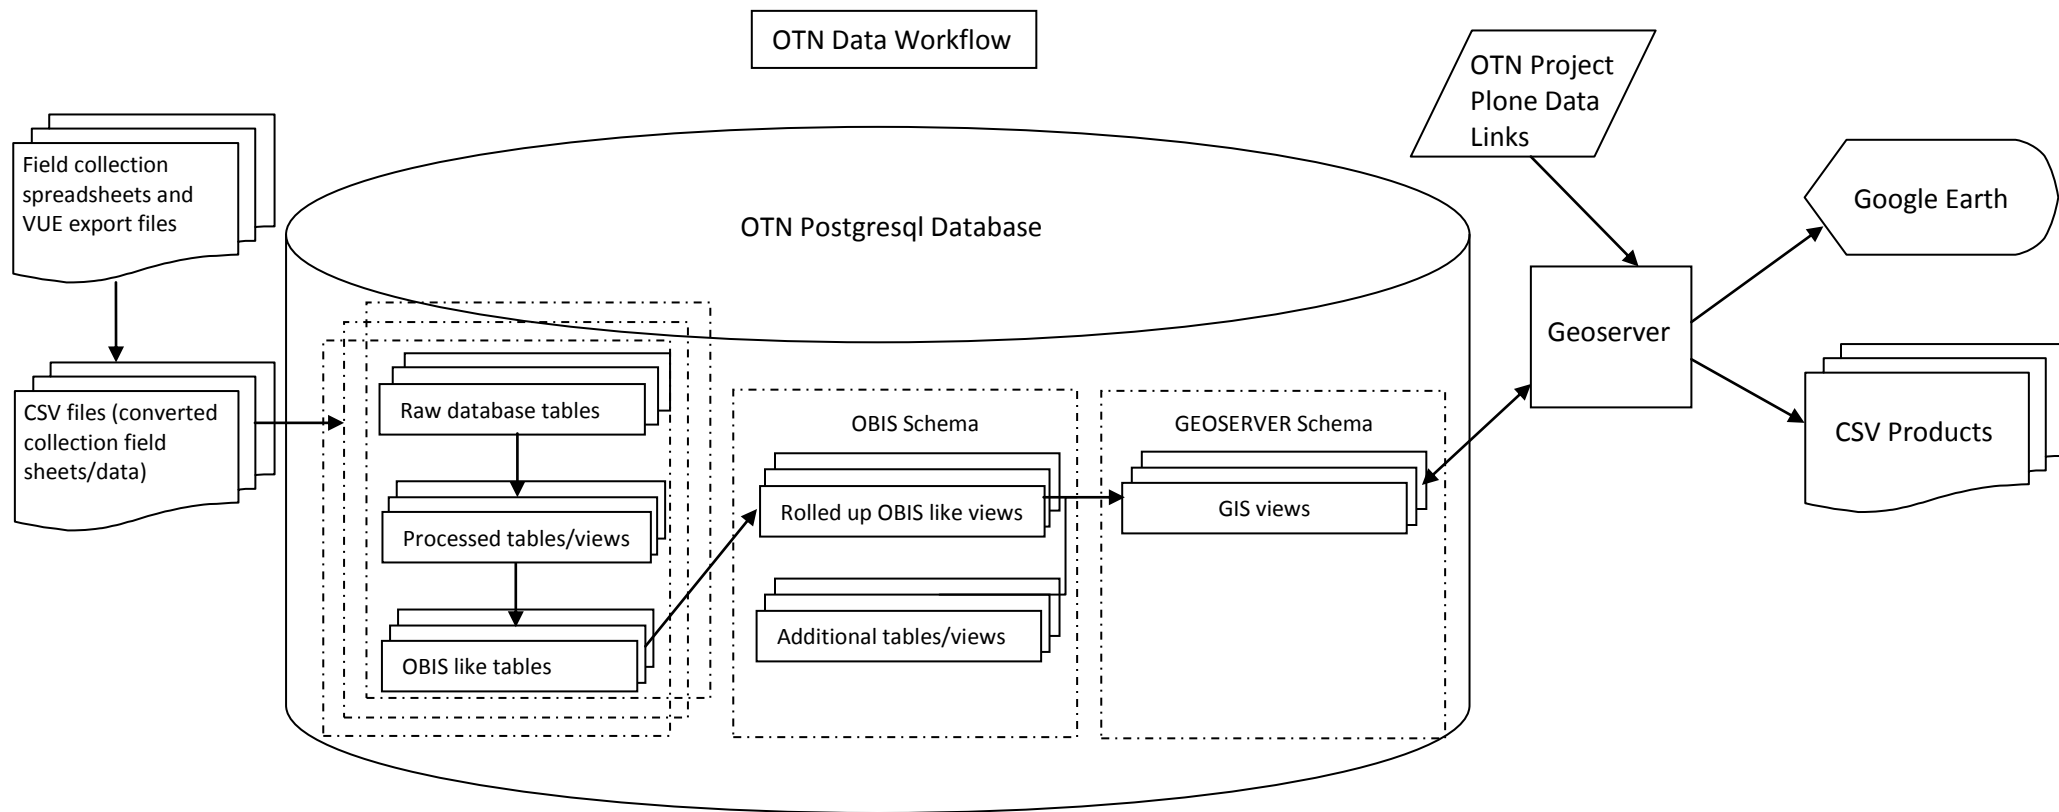 OTN Data Workflow
Field collection
spreadsheets and
VUE export files
CSV files (converted
collection field
sheets/data)
OTN Postgresql Database
Raw database tables
Processed tables/views
OBIS like tables
OBIS Schema
Rolled up OBIS like views
Additional tables/views
GEOSERVER Schema
GIS views
OTN Project
Plone Data
Links
Geoserver
Google Earth
CSV Products